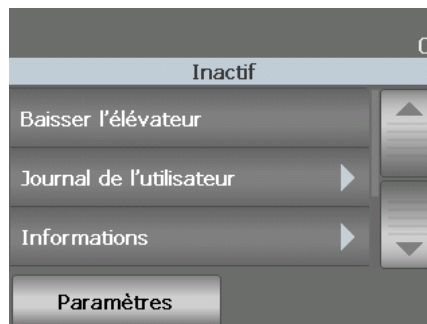 Inactif
Baisser l'élévateur
Journal de l'utilisateur
Informations
Paramètres